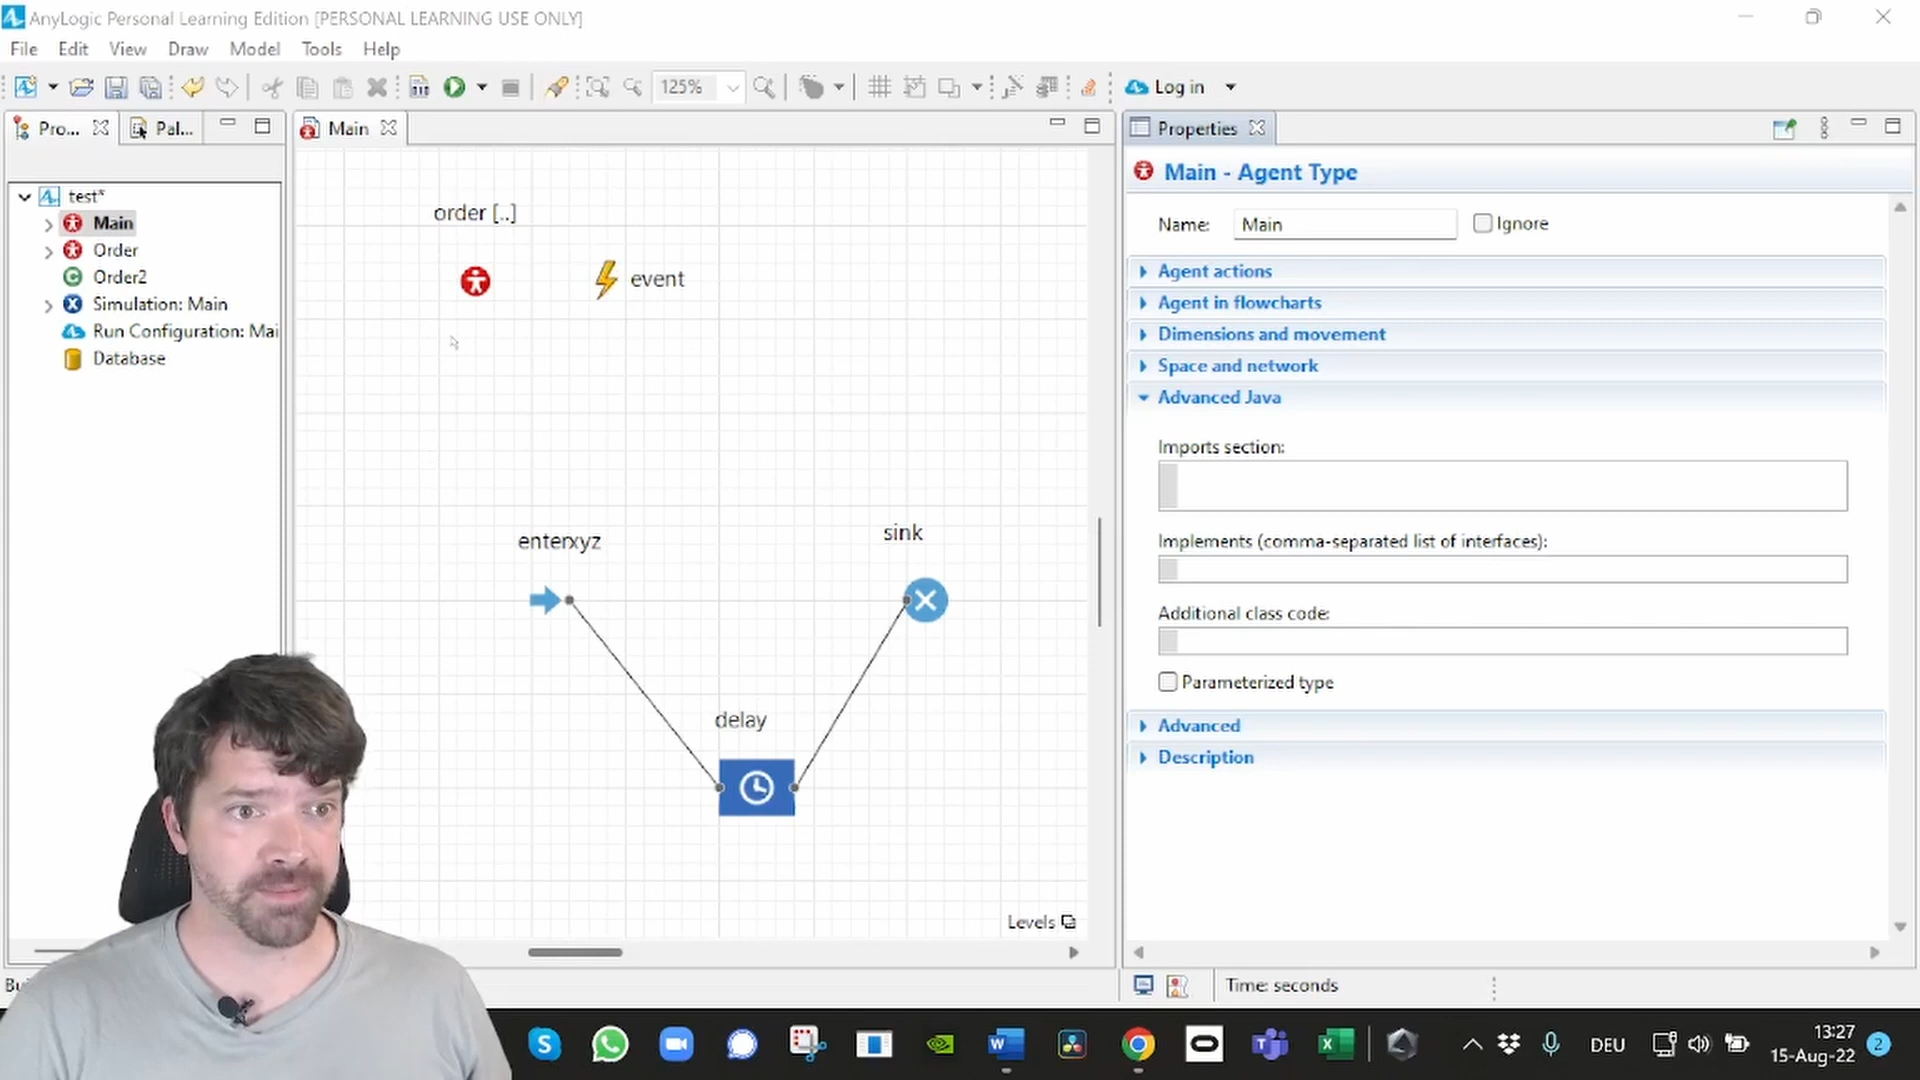 AnyLogic Personal Learning Edition [PERSONAL LEARNING USE ONLY]
File Edit View Draw Model Tools Help
125%
Log in
Pro...
Pal...
Main
Properties
test*
Main
Order
Order2
Simulation: Main
Run Configuration: Mai
Database
order [..]
event
enterxyz
sink
delay
Levels
Main - Agent Type
Name: Main Ignore
Agent actions
Agent in flowcharts
Dimensions and movement
Space and network
Advanced Java
Imports section:
Implements (comma-separated list of interfaces):
Additional class code:
Parameterized type
Advanced
Description
Time: seconds
DEU
13:27
15-Aug-22
2